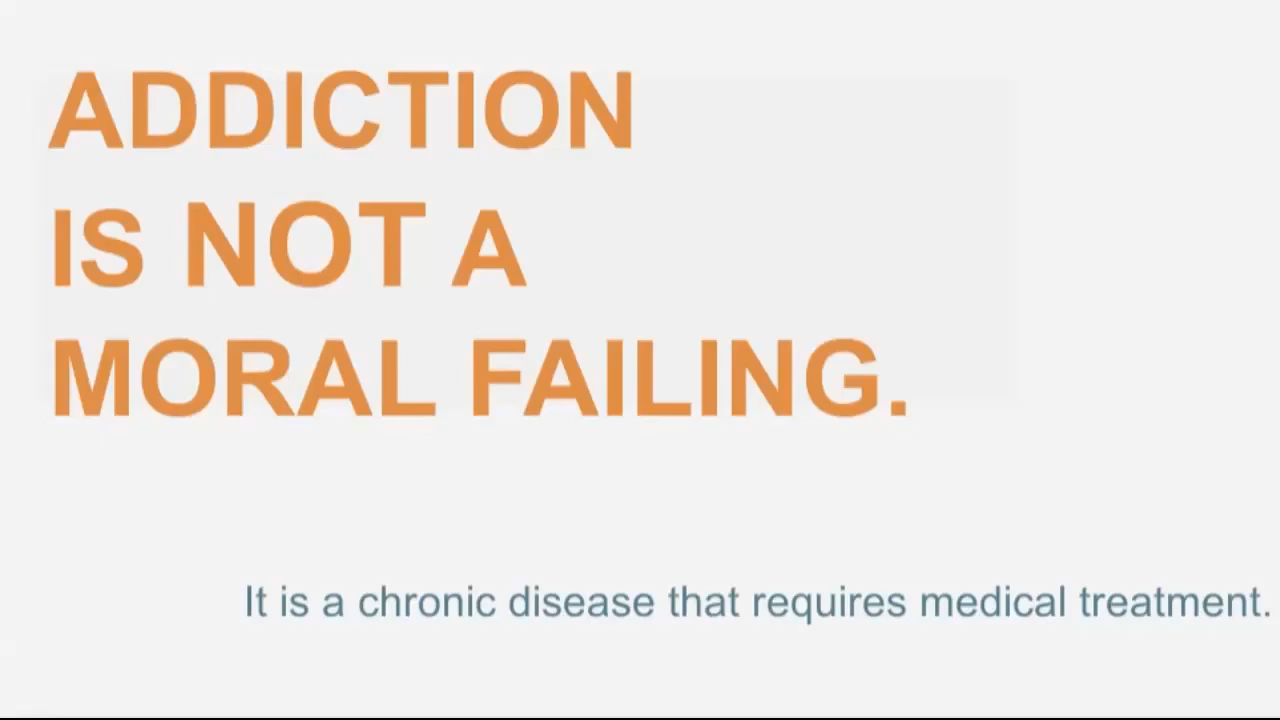 ADDICTION
IS NOT A
MORAL FAILING.
It is a chronic disease that requires medical treatment.